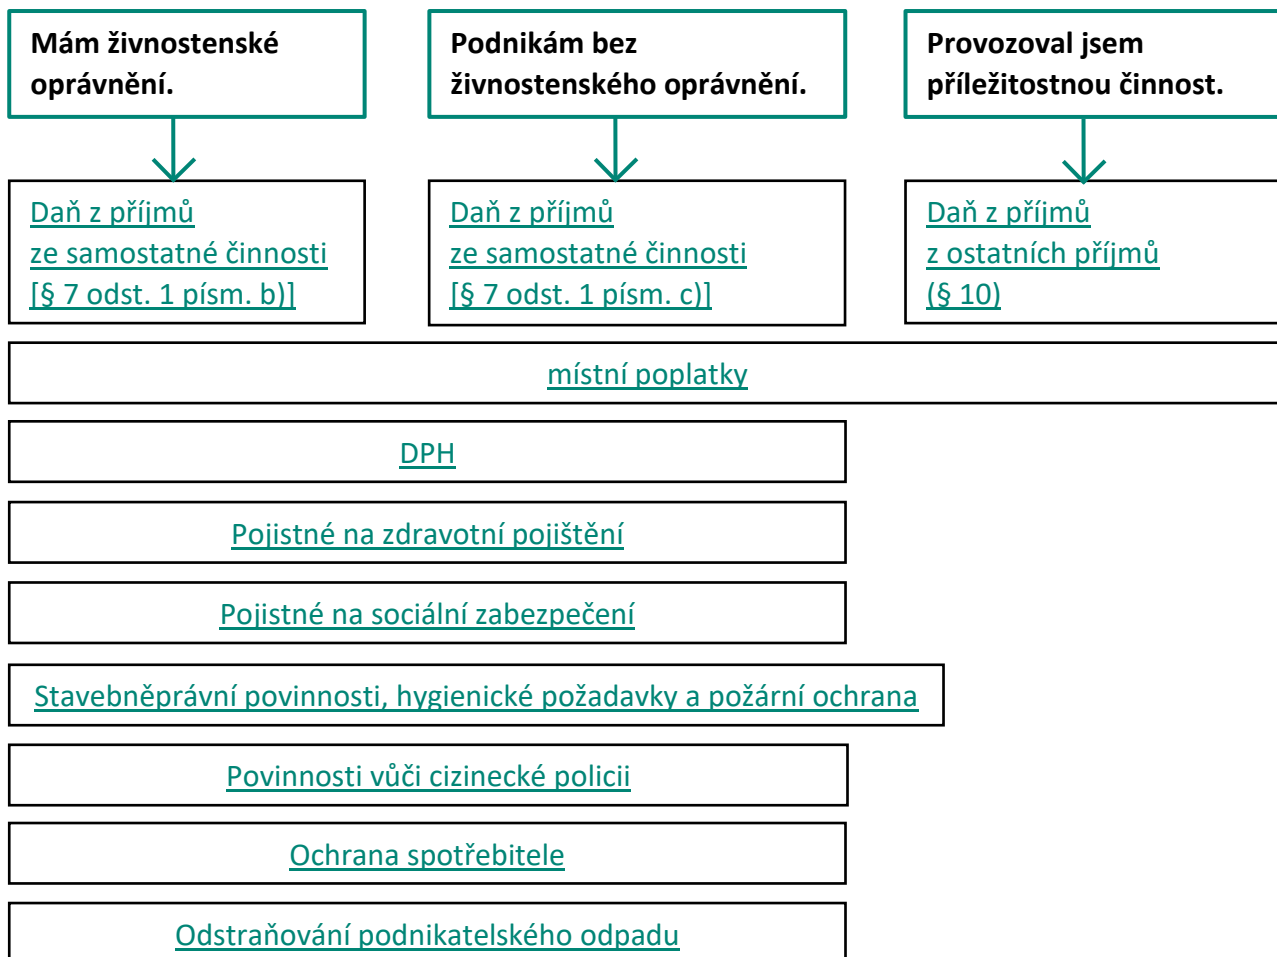 Mám živnostenské
oprávnění.
Podnikám bez
živnostenského oprávnění.
Provozoval jsem
příležitostnou činnost.
Daň z příjmů
ze samostatné činnosti
[§ 7 odst. 1 písm. b)]
Daň z příjmů
ze samostatné činnosti
[§ 7 odst. 1 písm. c)]
Daň z příjmů
z ostatních příjmů
(§ 10)
místní poplatky
DPH
Pojistné na zdravotní pojištění
Pojistné na sociální zabezpečení
Stavebněprávní povinnosti, hygienické požadavky a požární ochrana
Povinnosti vůči cizinecké policii
Ochrana spotřebitele
Odstraňování podnikatelského odpadu